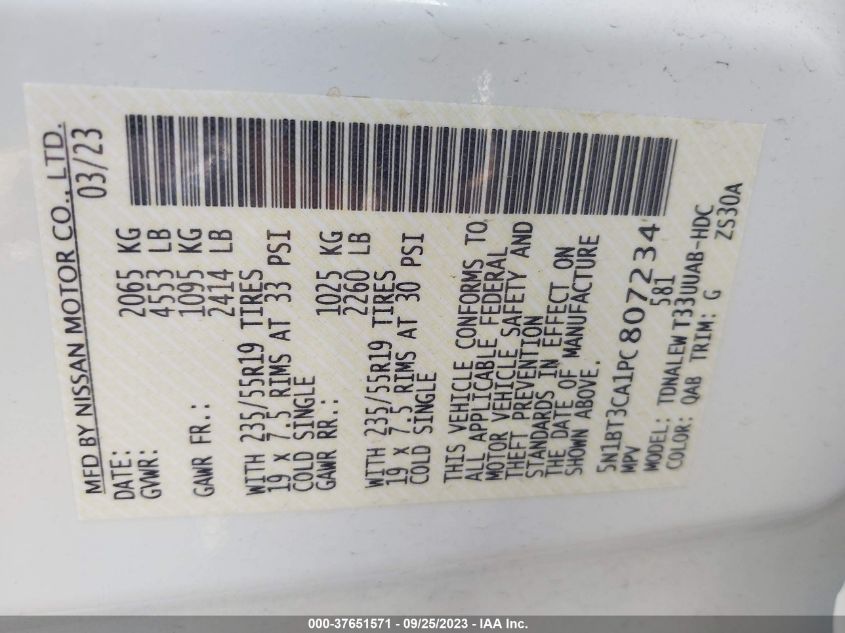 MFD BY NISSAN MOTOR CO., LTD.
DATE: 03/23
GVWR: 2065 KG
4553 LB
GAWR FR.: 1095 KG
2414 LB
WITH 235/55R19 TIRES
19 x 7.5 RIMS AT 33 PSI
COLD SINGLE
GAWR RR.: 1025 KG
2260 LB
WITH 235/55R19 TIRES
19 x 7.5 RIMS AT 30 PSI
COLD SINGLE
THIS VEHICLE CONFORMS TO
ALL APPLICABLE FEDERAL
MOTOR VEHICLE SAFETY AND
THEFT PREVENTION
STANDARDS IN EFFECT ON
THE DATE OF MANUFACTURE
SHOWN ABOVE.
5N1BT3CA1PC807234
MPV 581
MODEL: TDNALEWT33UUAB-HDC
COLOR: QAB TRIM: G ZS30A
000-37651571 - 09/25/2023 - IAA Inc.